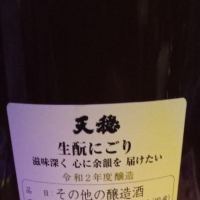 天穏
生酛にごり
滋味深く 心に余韻を 届けたい
令和2年度醸造
品 目:その他の醸造酒